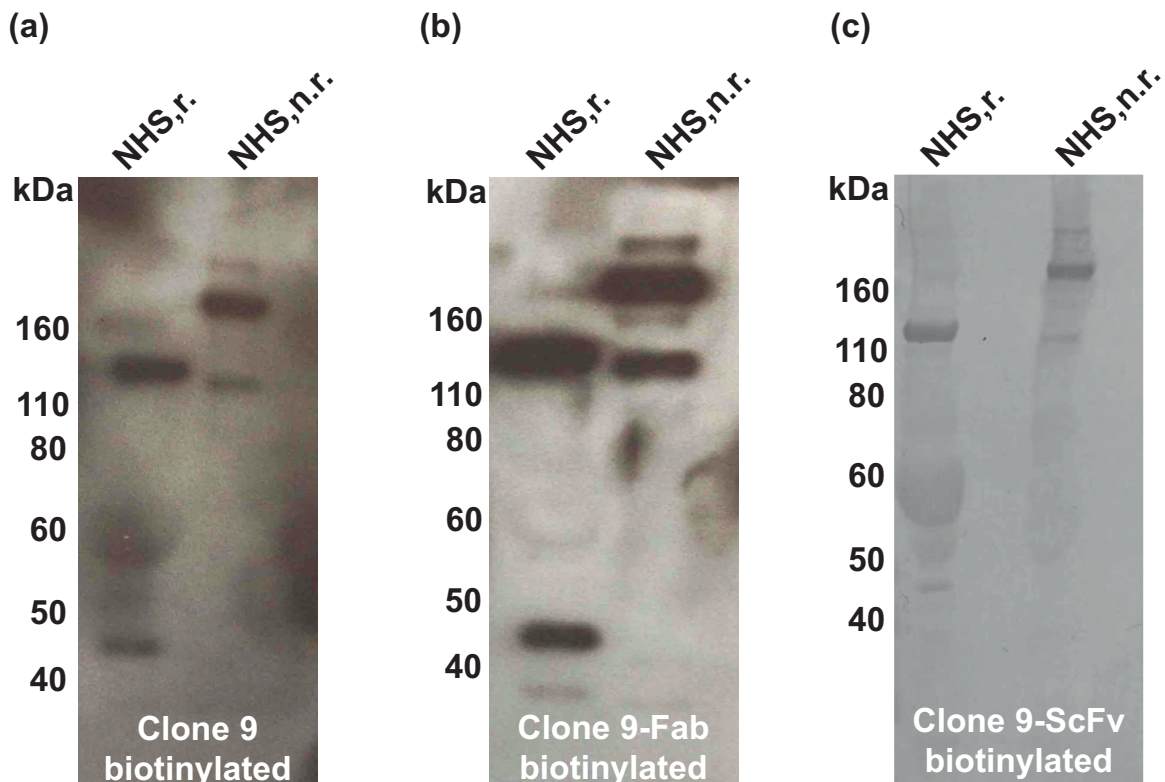 (a)
NHS,r.
NHS,n.r.
kDa
160
110
80
60
50
40
Clone 9
biotinylated
(b)
NHS,r.
NHS,n.r.
kDa
160
110
80
60
50
40
Clone 9-Fab
biotinylated
(c)
NHS,r.
NHS,n.r.
kDa
160
110
80
60
50
40
Clone 9-ScFv
biotinylated